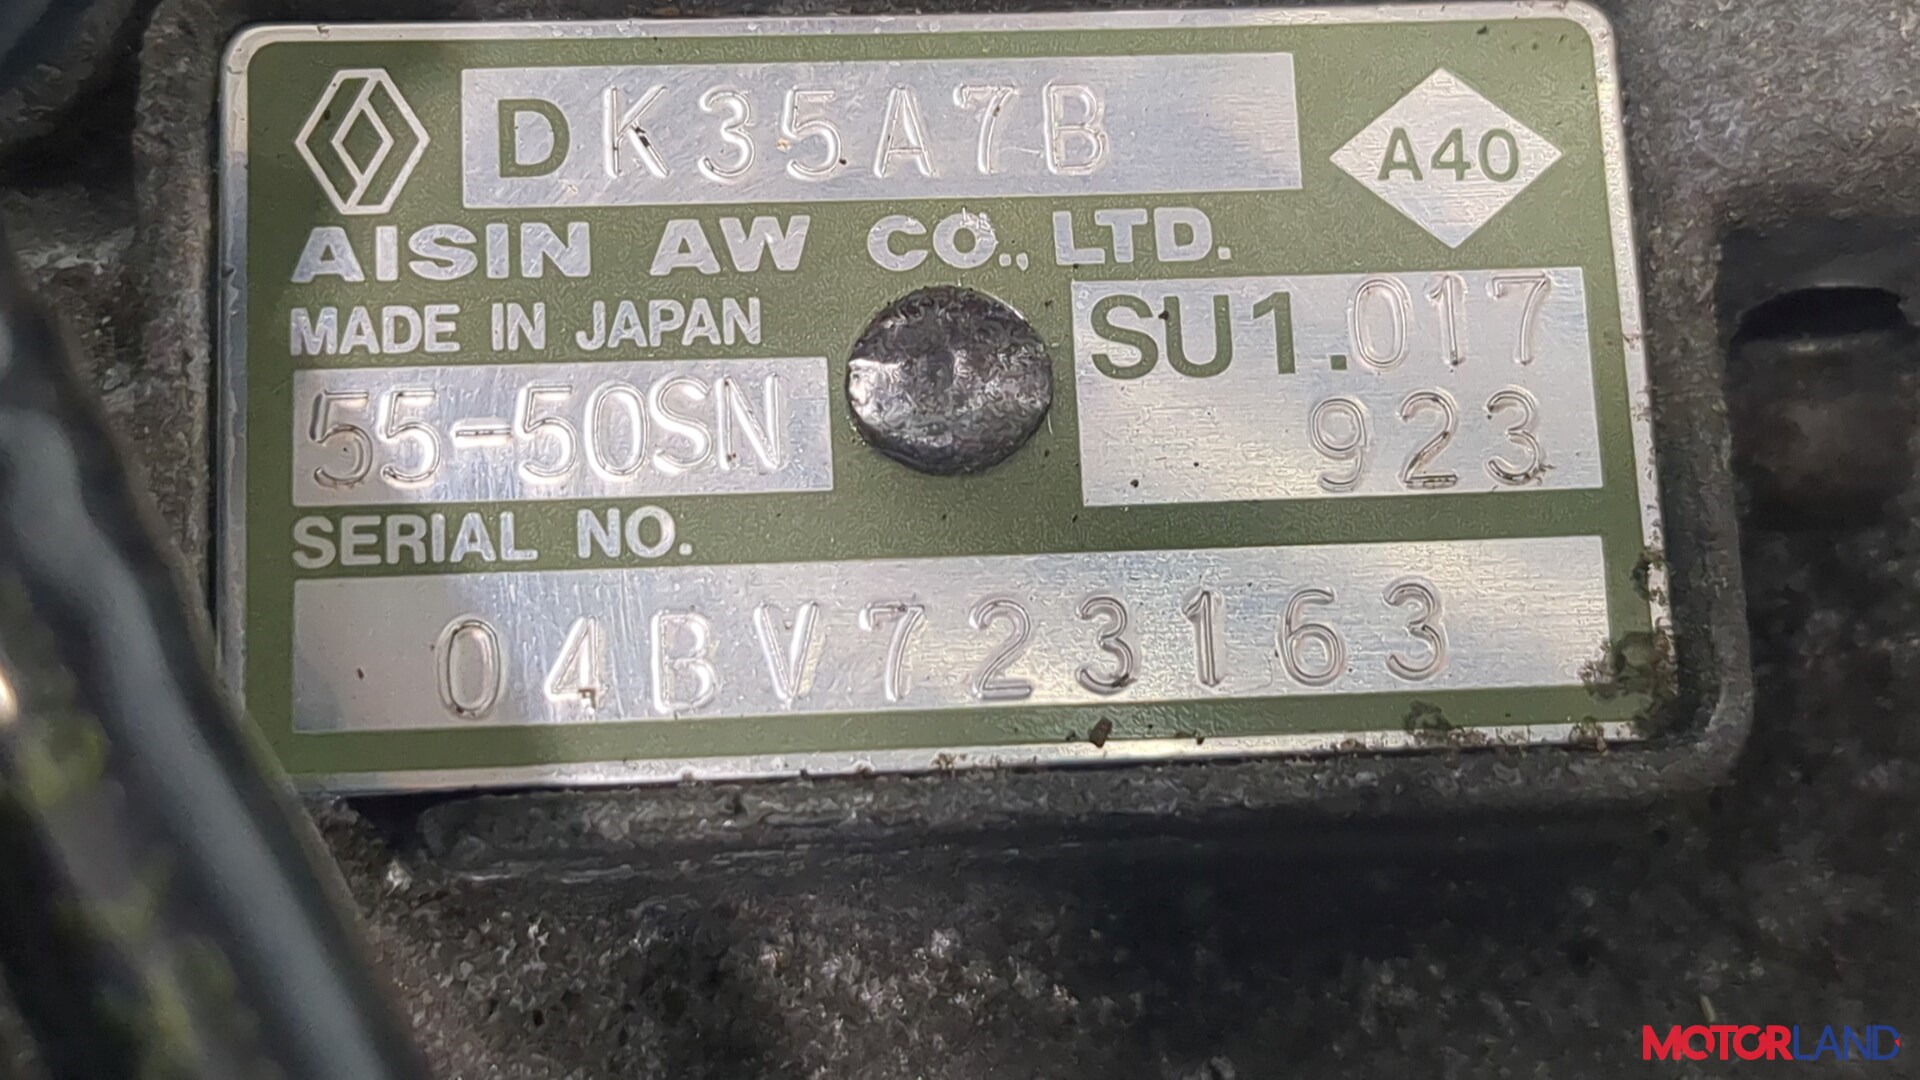 DK35A7B
A40
AISIN AW CO., LTD.
MADE IN JAPAN
SU1.017
923
55-50SN
SERIAL NO.
04BV723163
MOTORLAND